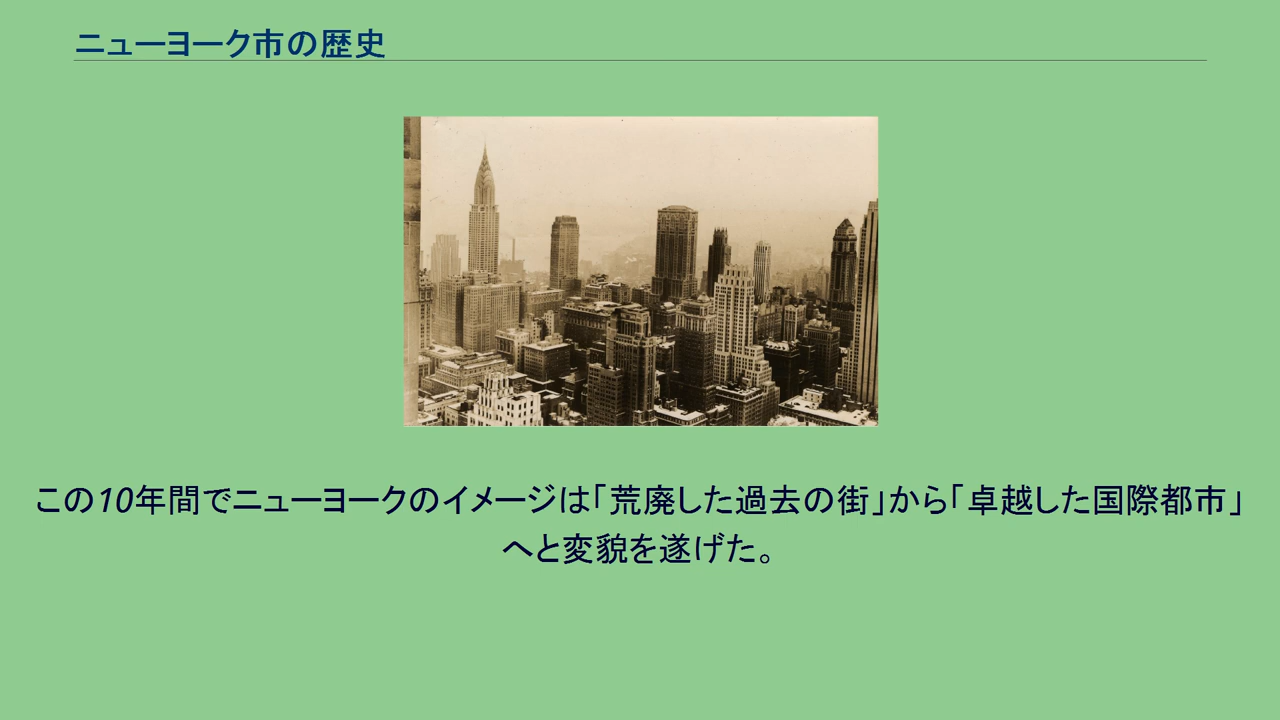 ニューヨーク市の歴史
この10年間でニューヨークのイメージは「荒廃した過去の街」から「卓越した国際都市」
へと変貌を遂げた。